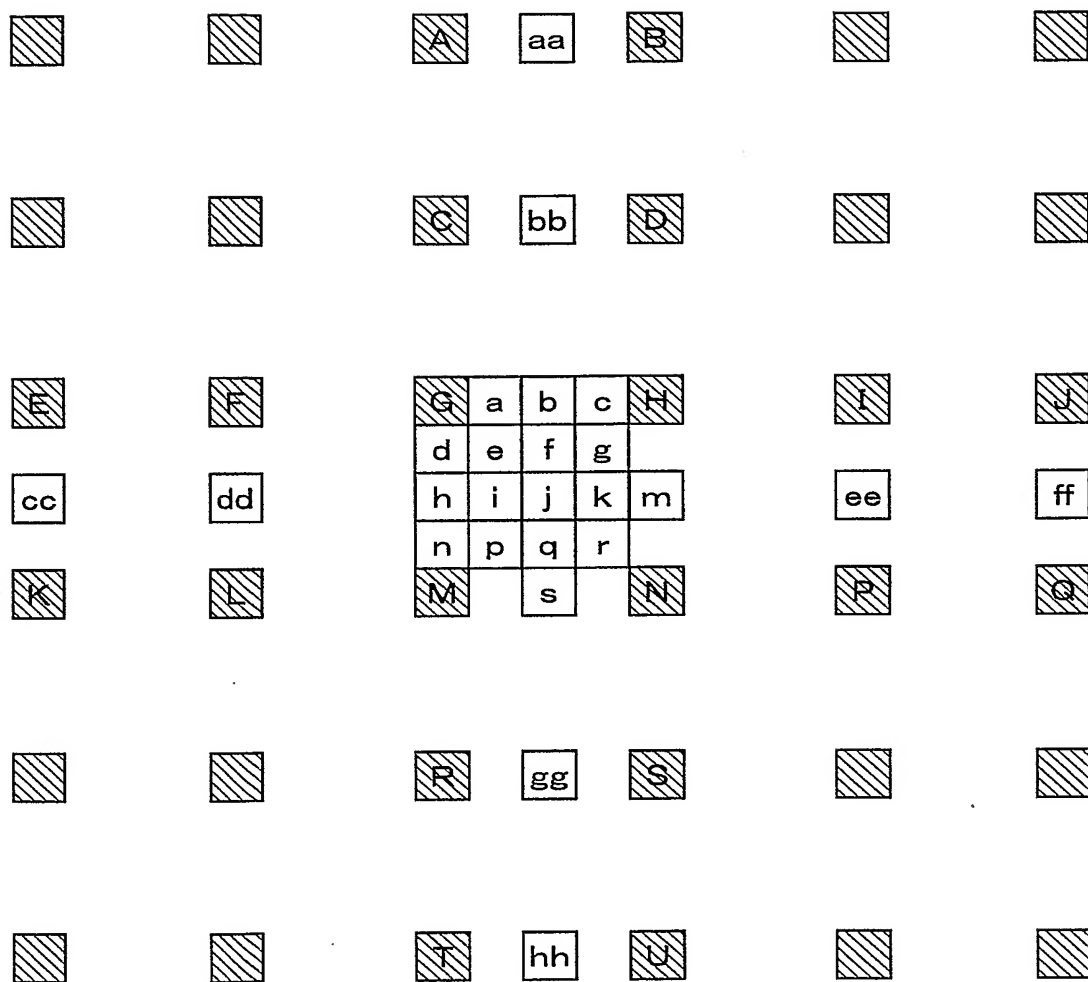 A aa B
C bb D
E F G a b c H I J
d e f g
cc dd h i j k m ee ff
n p q r
K L M s N P Q
R gg S
T hh U